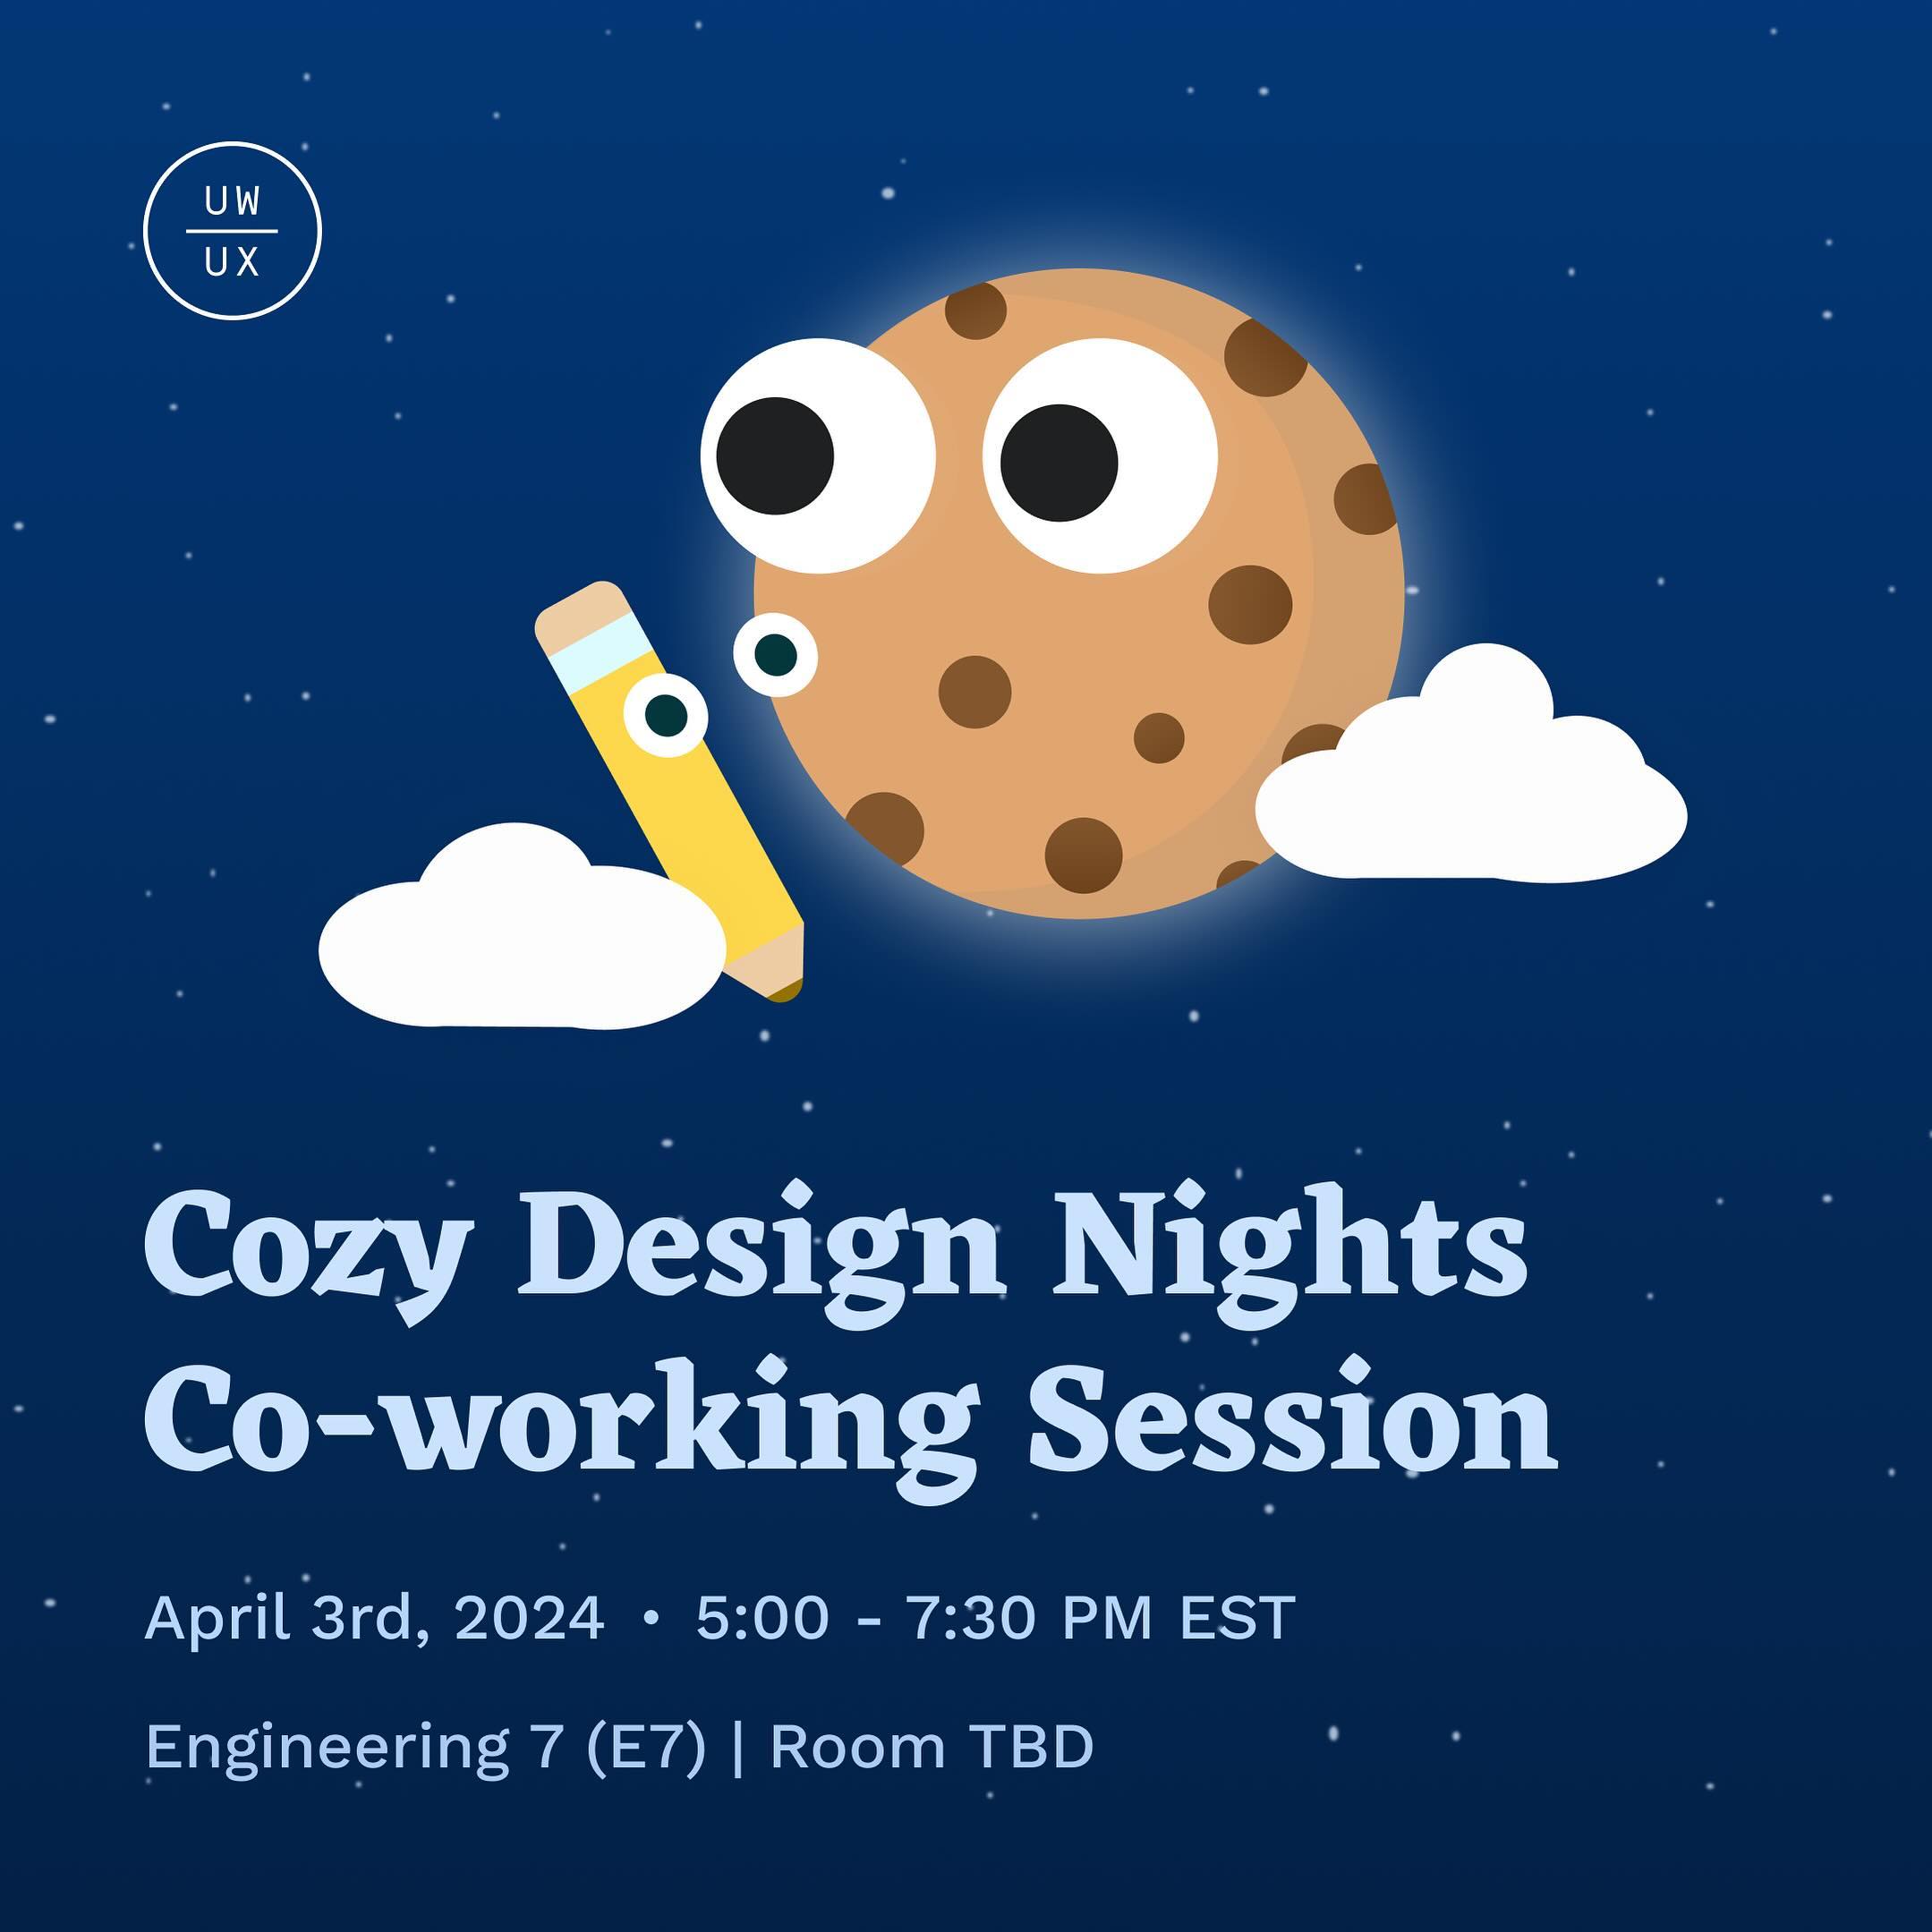 UW
UX
Cozy Design Nights
Co-working Session
April 3rd, 2024 • 5:00 - 7:30 PM EST
Engineering 7 (E7) | Room TBD